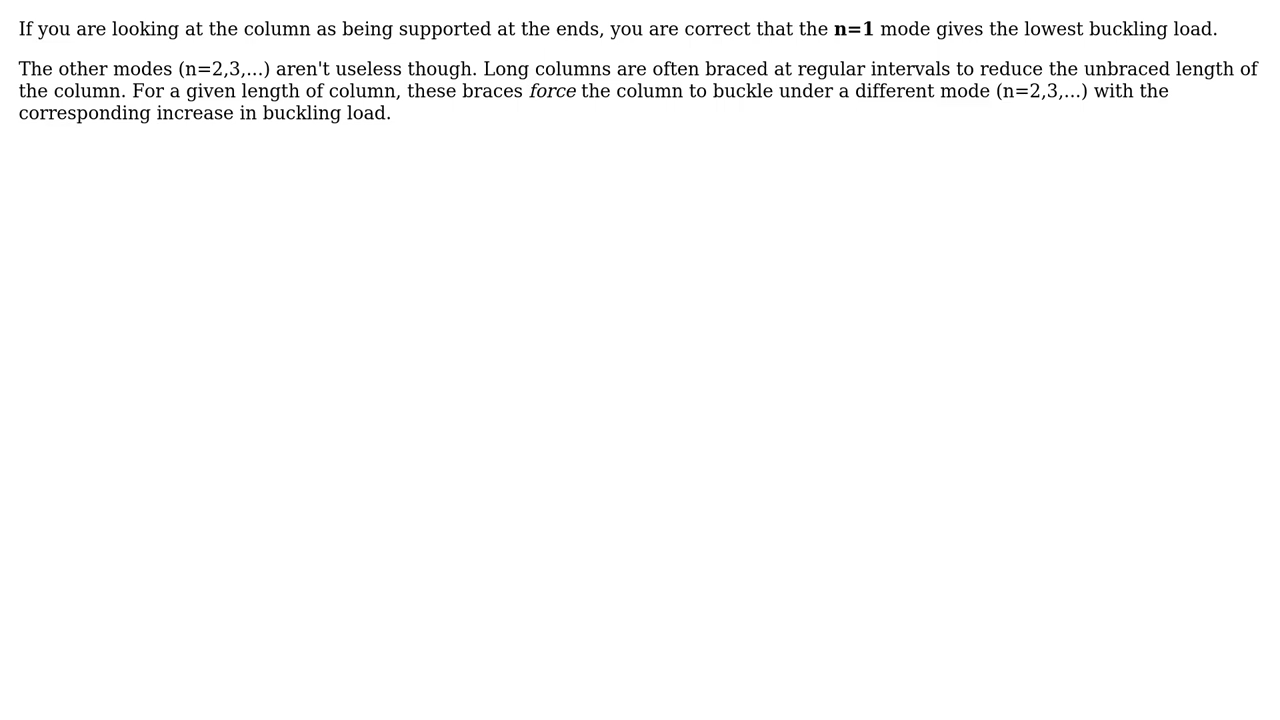 If you are looking at the column as being supported at the ends, you are correct that the n=1 mode gives the lowest buckling load.
The other modes (n=2,3,...) aren't useless though. Long columns are often braced at regular intervals to reduce the unbraced length of
the column. For a given length of column, these braces force the column to buckle under a different mode (n=2,3,...) with the
corresponding increase in buckling load.